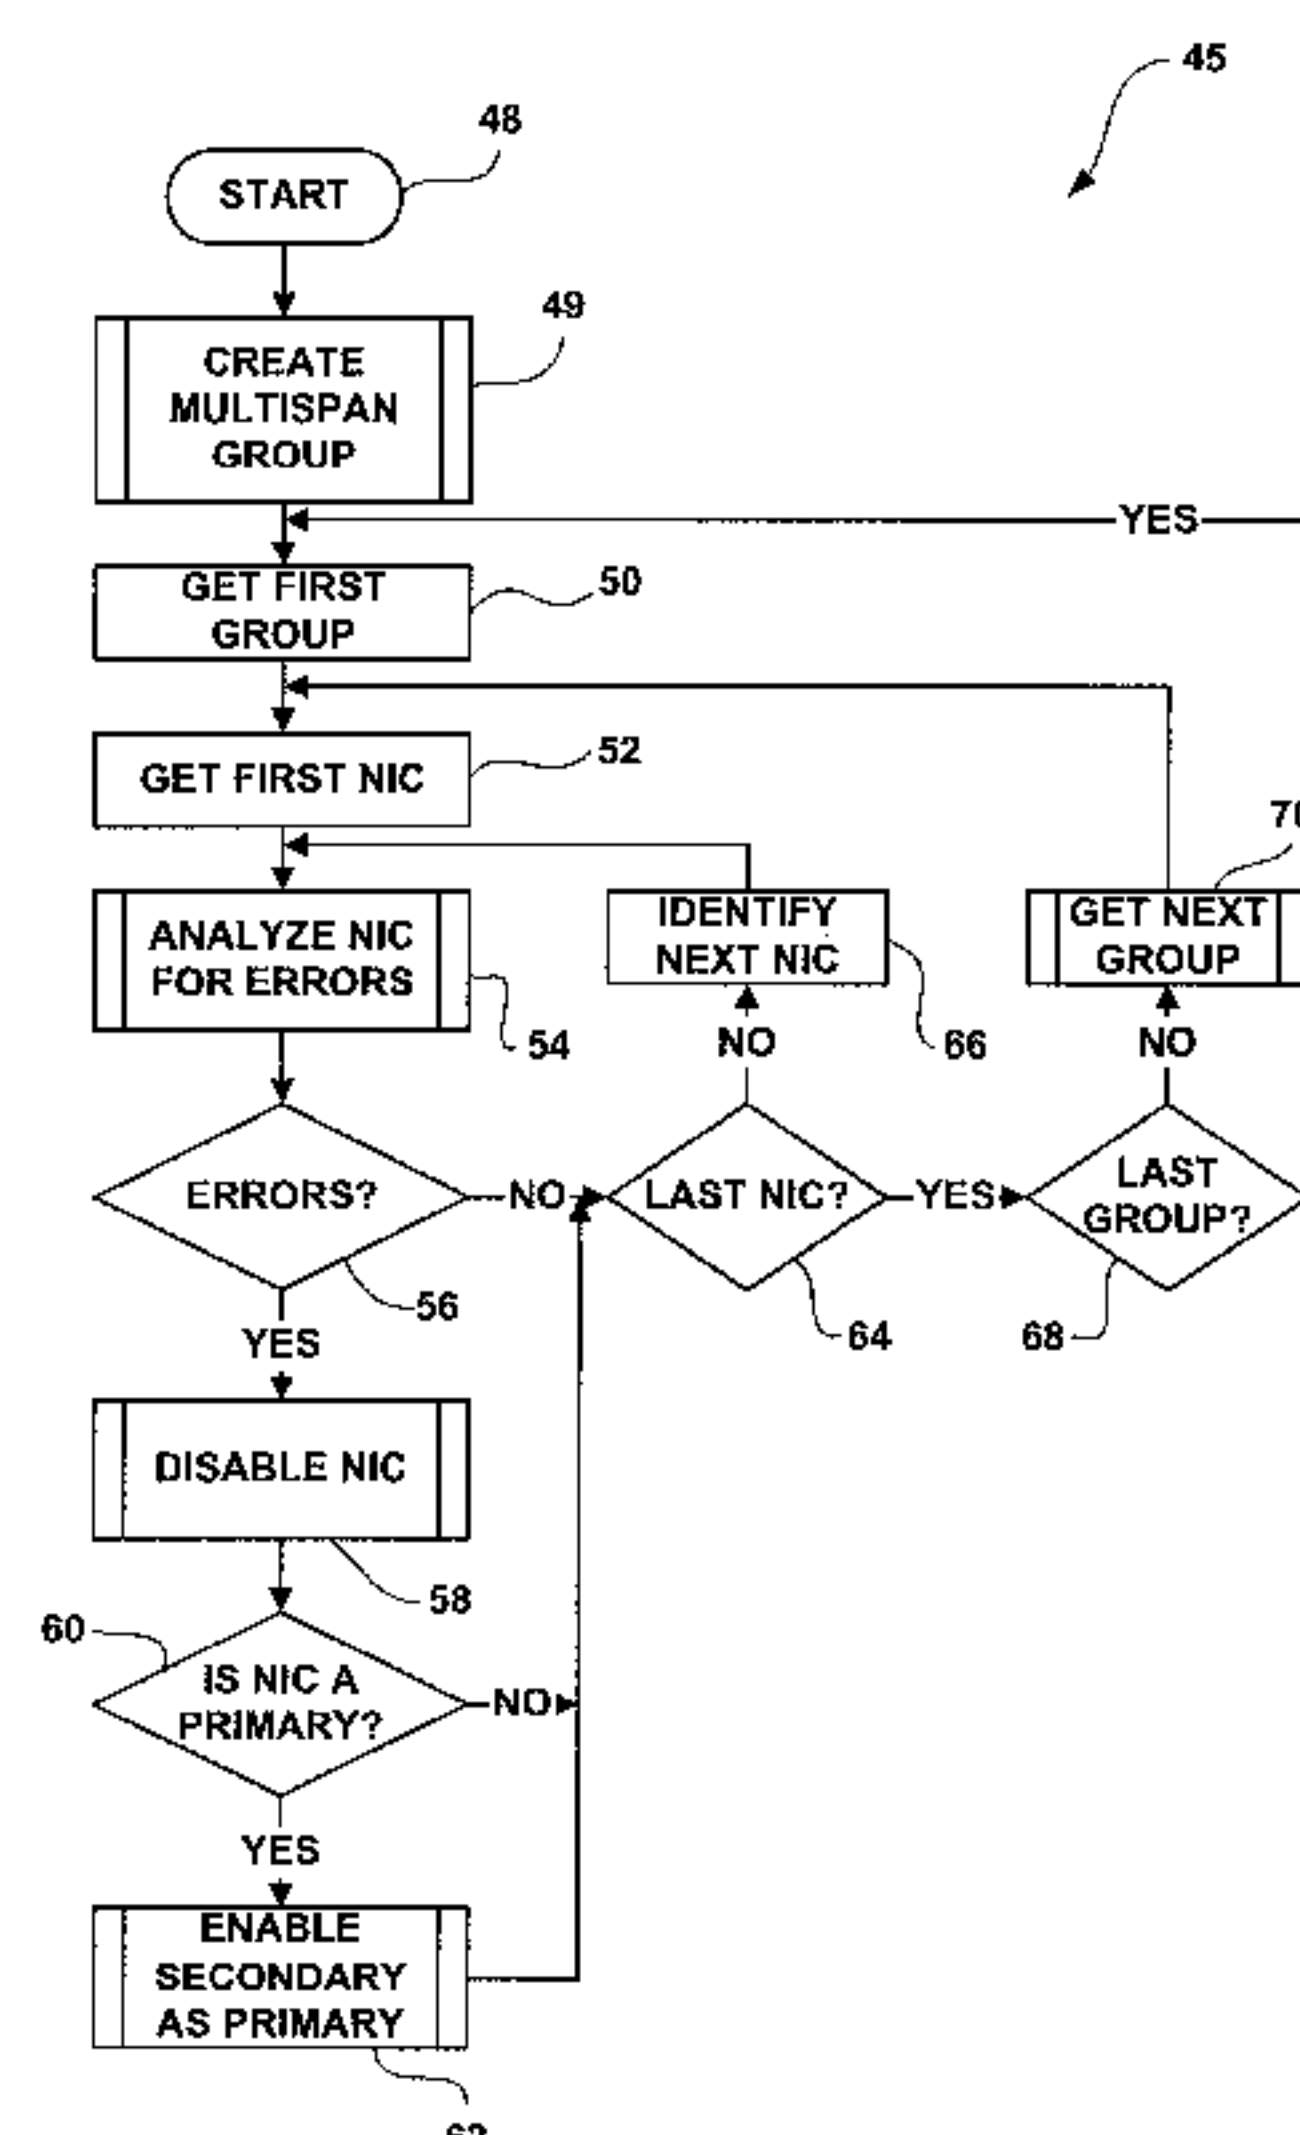 45
48
START
49
CREATE
MULTISPAN
GROUP
YES
GET FIRST
GROUP
50
GET FIRST NIC
52
ANALYZE NIC
FOR ERRORS
54
IDENTIFY
NEXT NIC
66
GET NEXT
GROUP
NO
NO
ERRORS?
NO
LAST NIC?
YES
LAST
GROUP?
56
64
68
YES
DISABLE NIC
58
60
IS NIC A
PRIMARY?
NO
YES
ENABLE
SECONDARY
AS PRIMARY